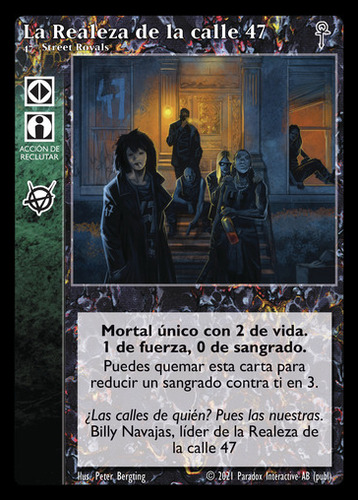 La Realeza de la calle 47
47th Street Royals
47
ACCIÓN DE
RECLUTAR
Mortal único con 2 de vida.
1 de fuerza, 0 de sangrado.
Puedes quemar esta carta para
reducir un sangrado contra ti en 3.
¿Las calles de quién? Pues las nuestras.
Billy Navajas, líder de la Realeza de
la calle 47
Ilus. Peter Bergting
© 2021 Paradox Interactive AB (publ)